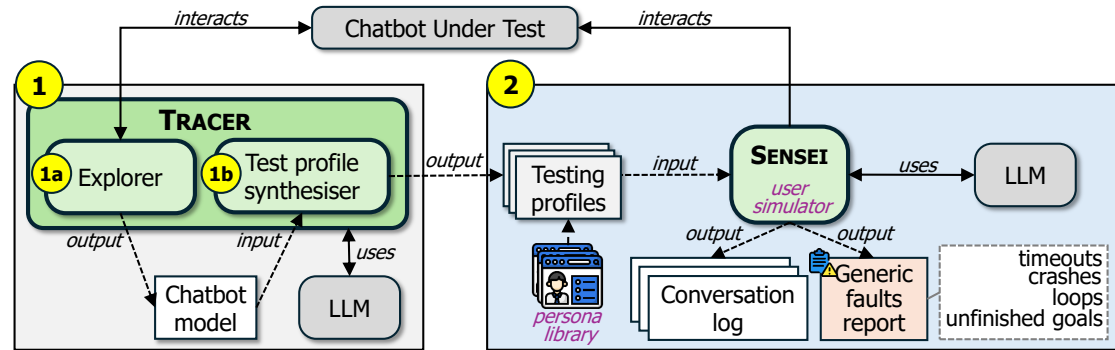 interacts
Chatbot Under Test
interacts
1
TRACER
1a
Explorer
1b
Test profile
synthesiser
output
input
uses
Chatbot
model
LLM
output
2
Testing
profiles
input
SENSEI
user
simulator
uses
LLM
persona
library
output
output
Conversation
log
Generic
faults
report
timeouts
crashes
loops
unfinished goals